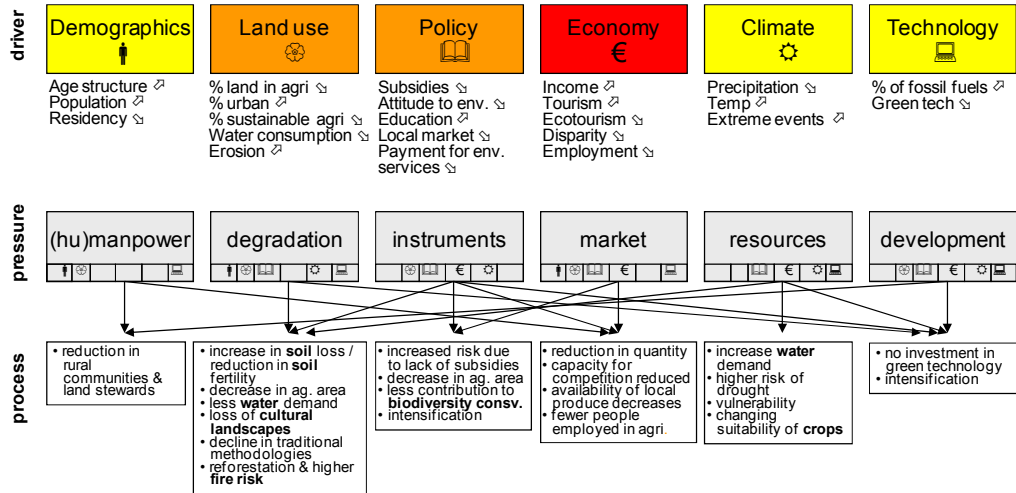 driver
Demographics
Land use
Policy
Economy
€
Climate
Technology
Age structure ⬀
Population ⬀
Residency ⬂
% land in agri ⬂
% urban ⬀
% sustainable agri ⬂
Water consumption ⬂
Erosion ⬀
Subsidies ⬂
Attitude to env. ⬂
Education ⬀
Local market ⬂
Payment for env.
services ⬂
Income ⬀
Tourism ⬀
Ecotourism ⬂
Disparity ⬂
Employment ⬂
Precipitation ⬂
Temp ⬀
Extreme events ⬀
% of fossil fuels ⬀
Green tech ⬂
pressure
(hu)manpower
degradation
instruments
€
market
€
resources
€
development
€
process
• reduction in
rural
communities &
land stewards
• increase in soil loss /
reduction in soil
fertility
• decrease in ag. area
• less water demand
• loss of cultural
landscapes
• decline in traditional
methodologies
• reforestation & higher
fire risk
• increased risk due
to lack of subsidies
• decrease in ag. area
• less contribution to
biodiversity consv.
• intensification
• reduction in quantity
• capacity for
competition reduced
• availability of local
produce decreases
• fewer people
employed in agri.
• increase water
demand
• higher risk of
drought
• vulnerability
• changing
suitability of crops
• no investment in
green technology
• intensification